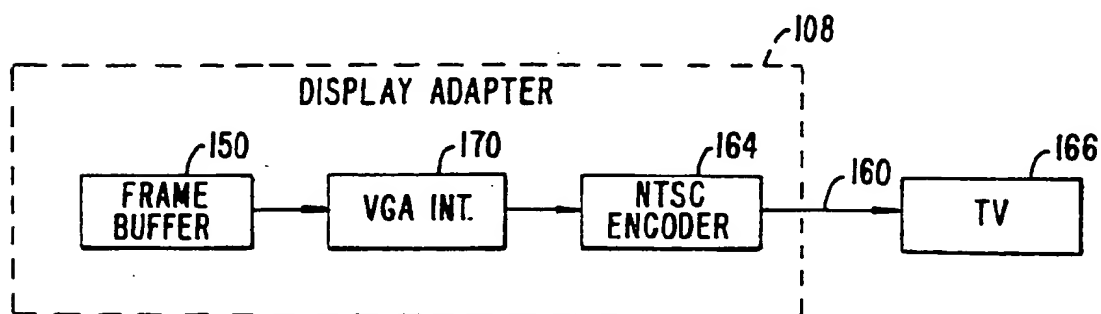 108
DISPLAY ADAPTER
150
170
164
160
166
FRAME
BUFFER
VGA INT.
NTSC
ENCODER
TV